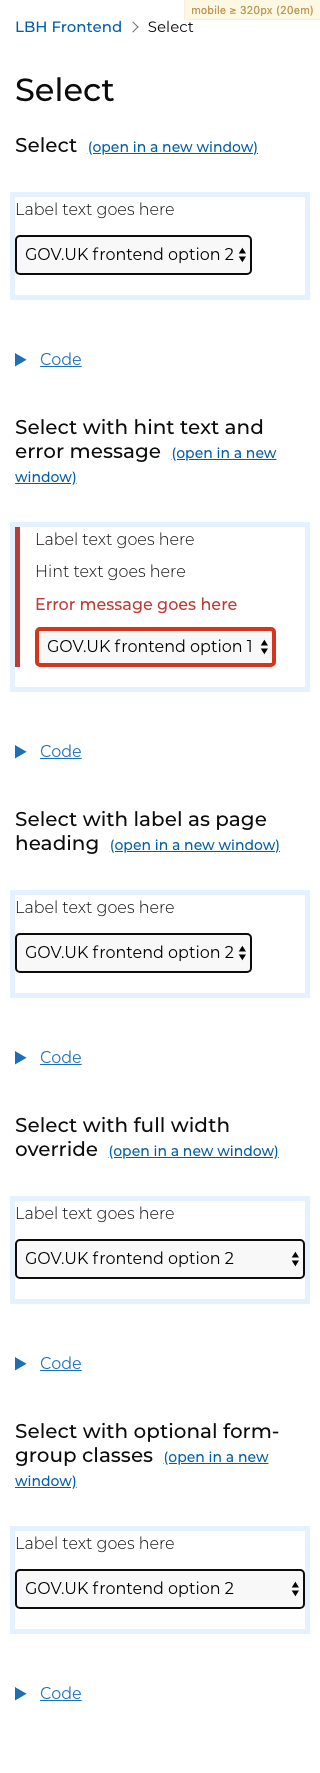 mobile ≥ 320px (20em)
LBH Frontend > Select
Select
Select (open in a new window)
Label text goes here
GOV.UK frontend option 2
Code
Select with hint text and
error message (open in a new
window)
Label text goes here
Hint text goes here
Error message goes here
GOV.UK frontend option 1
Code
Select with label as page
heading (open in a new window)
Label text goes here
GOV.UK frontend option 2
Code
Select with full width
override (open in a new window)
Label text goes here
GOV.UK frontend option 2
Code
Select with optional form-
group classes (open in a new
window)
Label text goes here
GOV.UK frontend option 2
Code